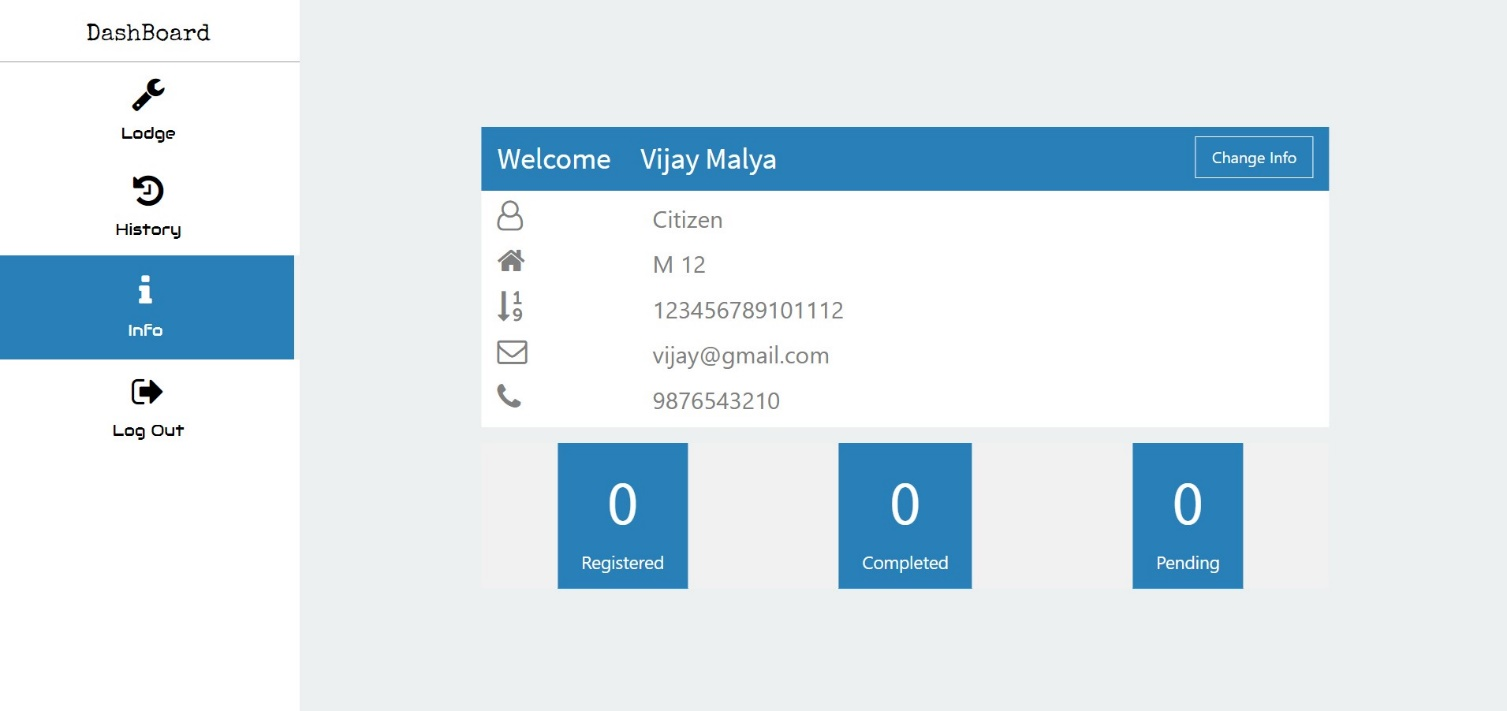 DashBoard
Lodge
History
Info
Log Out
Welcome Vijay Malya
Change Info
Citizen
M 12
1
9
123456789101112
vijay@gmail.com
9876543210
0
Registered
0
Completed
0
Pending